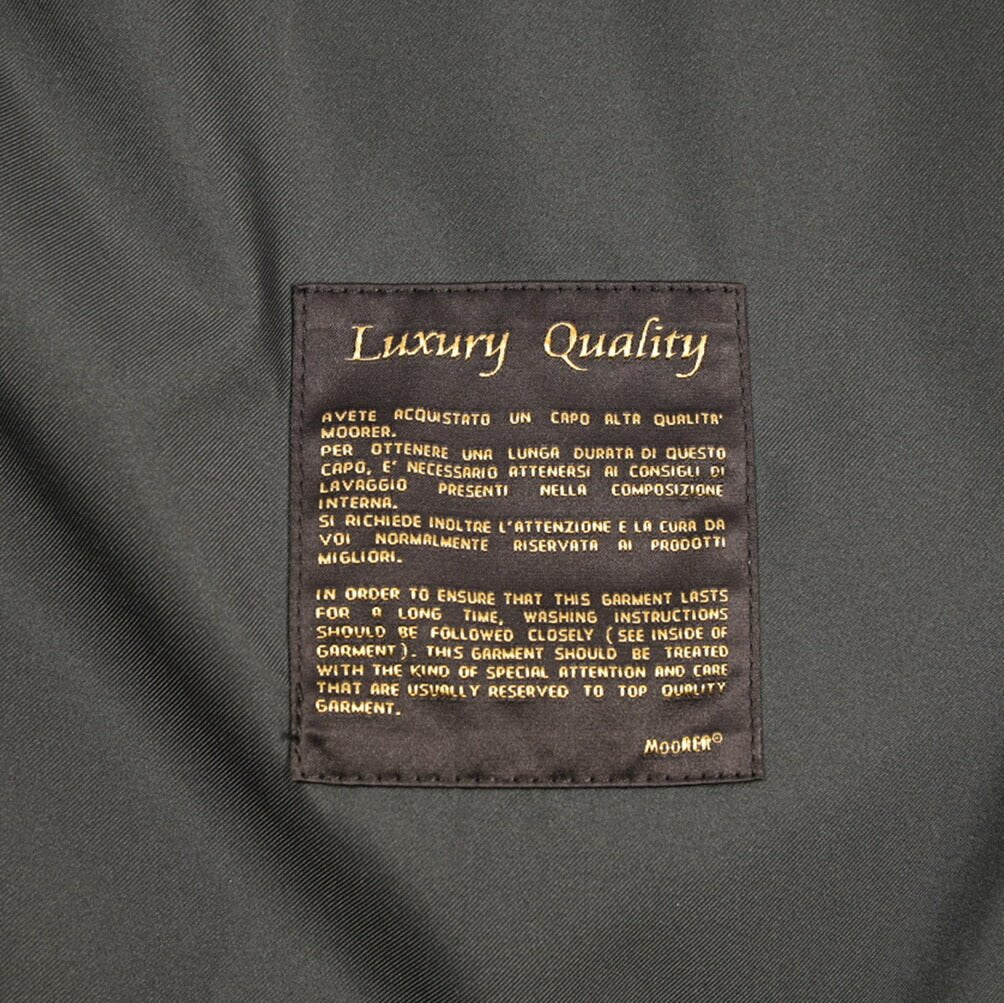 Luxury Quality
AVETE ACQUISTATO UN CAPO ALTA QUALITA'
MOORER.
PER OTTENERE UNA LUNGA DURATA DI QUESTO
CAPO, E' NECESSARIO ATTENERSI AI CONSIGLI DI
LAVAGGIO PRESENTI NELLA COMPOSIZIONE
INTERNA.
SI RICHIEDE INOLTRE L'ATTENZIONE E LA CURA DA
VOI NORMALMENTE RISERVATA AI PRODOTTI
MIGLIORI.
IN ORDER TO ENSURE THAT THIS GARMENT LASTS
FOR A LONG TIME, WASHING INSTRUCTIONS
SHOULD BE FOLLOWED CLOSELY (SEE INSIDE OF
GARMENT). THIS GARMENT SHOULD BE TREATED
WITH THE KIND OF SPECIAL ATTENTION AND CARE
THAT ARE USUALLY RESERVED TO TOP QUALITY
GARMENT.
MOORER®